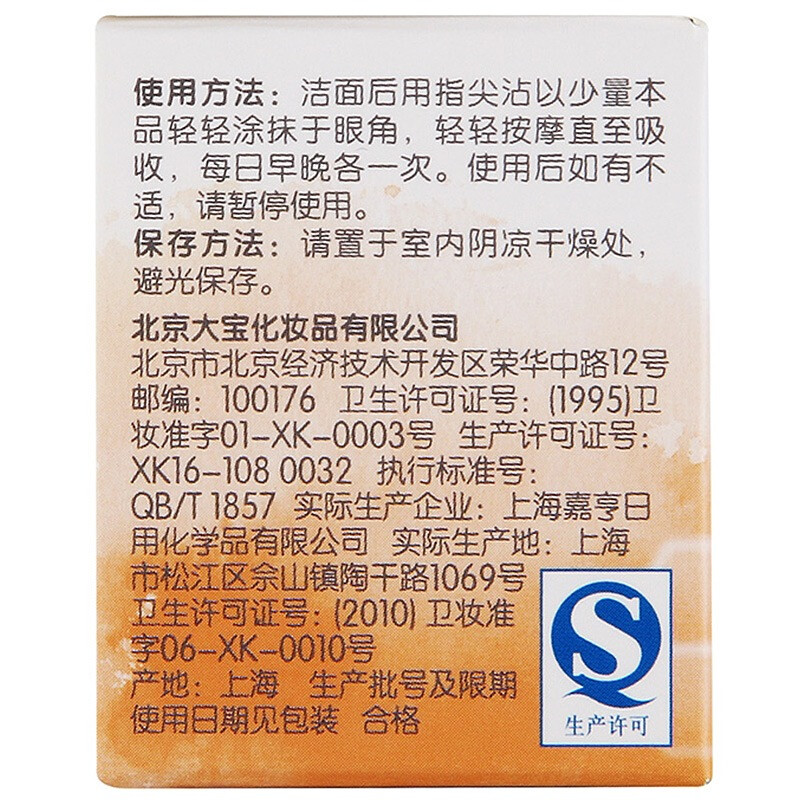 使用方法：洁面后用指尖沾以少量本
品轻轻涂抹于眼角，轻轻按摩直至吸
收，每日早晚各一次。使用后如有不
适，请暂停使用。
保存方法：请置于室内阴凉干燥处，
避光保存。
北京大宝化妆品有限公司
北京市北京经济技术开发区荣华中路12号
邮编：100176 卫生许可证号：(1995)卫
妆准字01-XK-0003号 生产许可证号：
XK16-108 0032 执行标准号：
QB/T 1857 实际生产企业：上海嘉亨日
用化学品有限公司 实际生产地：上海
市松江区佘山镇陶干路1069号
卫生许可证号：(2010) 卫妆准
字06-XK-0010号
产地：上海 生产批号及限期
使用日期见包装 合格
QS
生产许可